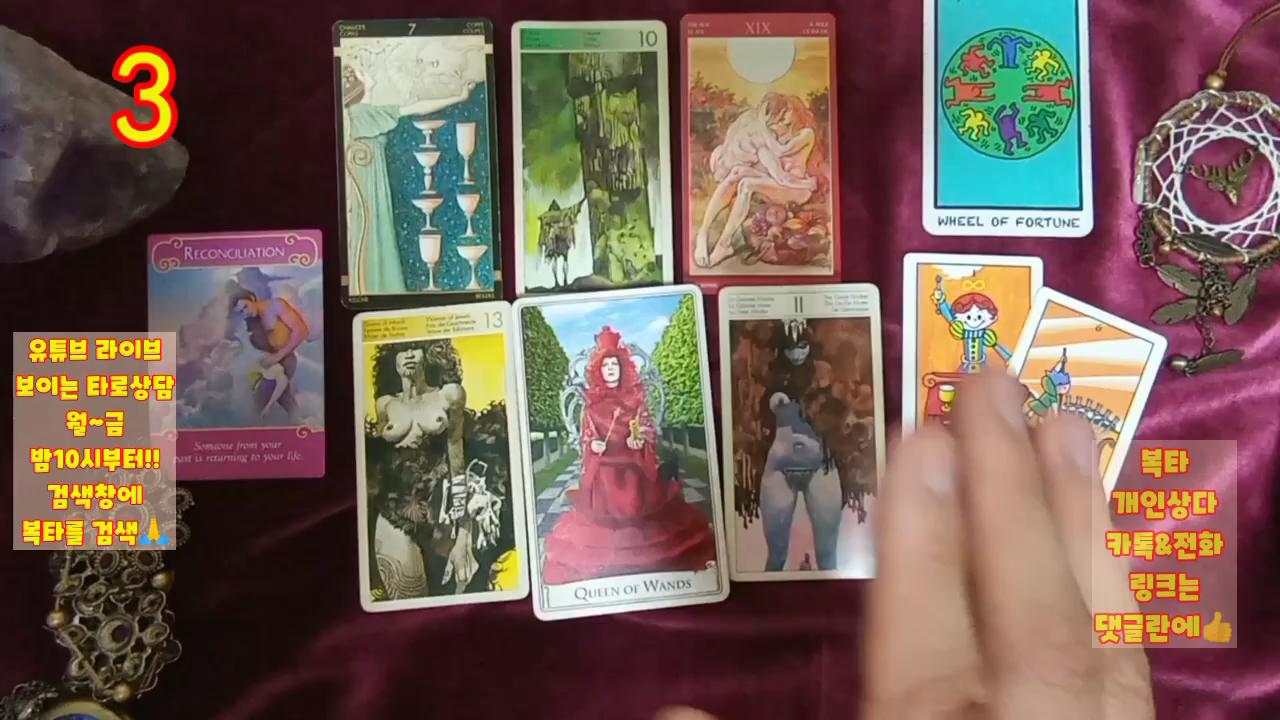 3
유튜브 라이브
보이는 타로상담
월~금
밤10시부터!!
검색창에
복타를 검색🙏
복타
개인상다
카톡&전화
링크는
댓글란에👍
RECONCILIATION
Someone from your
past is returning to your life.
7
10
XIX
WHEEL OF FORTUNE
13
QUEEN OF WANDS
II
6